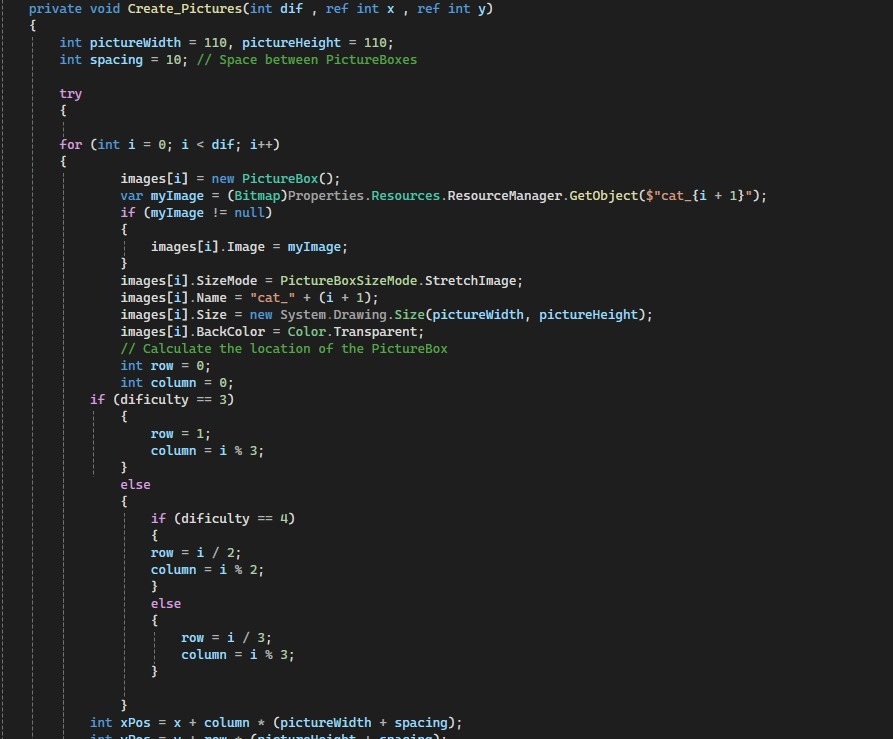 private void Create_Pictures(int dif , ref int x , ref int y)
{
int pictureWidth = 110, pictureHeight = 110;
int spacing = 10; // Space between PictureBoxes
try
{
for (int i = 0; i < dif; i++)
{
images[i] = new PictureBox();
var myImage = (Bitmap)Properties.Resources.ResourceManager.GetObject($"cat_{i + 1}");
if (myImage != null)
{
images[i].Image = myImage;
}
images[i].SizeMode = PictureBoxSizeMode.StretchImage;
images[i].Name = "cat_" + (i + 1);
images[i].Size = new System.Drawing.Size(pictureWidth, pictureHeight);
images[i].BackColor = Color.Transparent;
// Calculate the location of the PictureBox
int row = 0;
int column = 0;
if (dificulty == 3)
{
row = 1;
column = i % 3;
}
else
{
if (dificulty == 4)
{
row = i / 2;
column = i % 2;
}
else
{
row = i / 3;
column = i % 3;
}
}
int xPos = x + column * (pictureWidth + spacing);
int yPos = y + row * (pictureHeight + spacing);